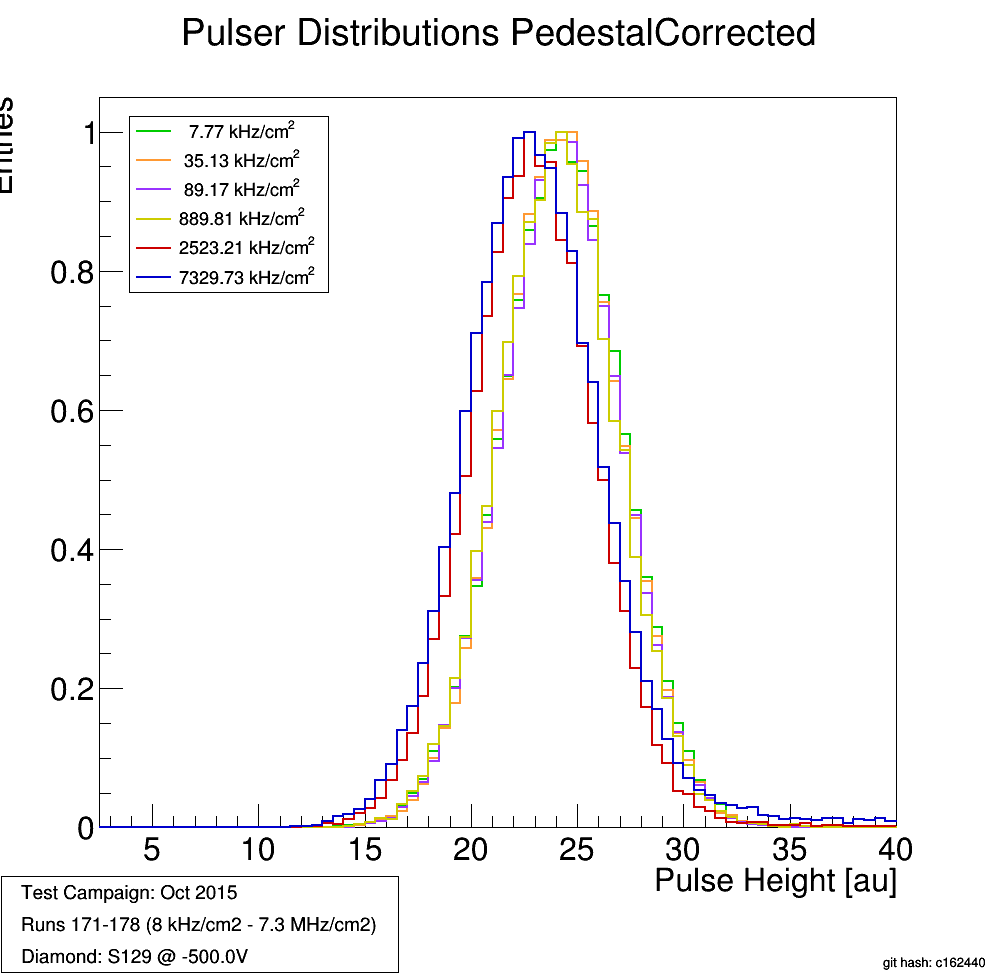 Pulser Distributions PedestalCorrected
Entries
7.77 kHz/cm²
35.13 kHz/cm²
89.17 kHz/cm²
889.81 kHz/cm²
2523.21 kHz/cm²
7329.73 kHz/cm²
1
0.8
0.6
0.4
0.2
0
5 10 15 20 25 30 35 40
Pulse Height [au]
Test Campaign: Oct 2015
Runs 171-178 (8 kHz/cm2 - 7.3 MHz/cm2)
Diamond: S129 @ -500.0V
git hash: c162440